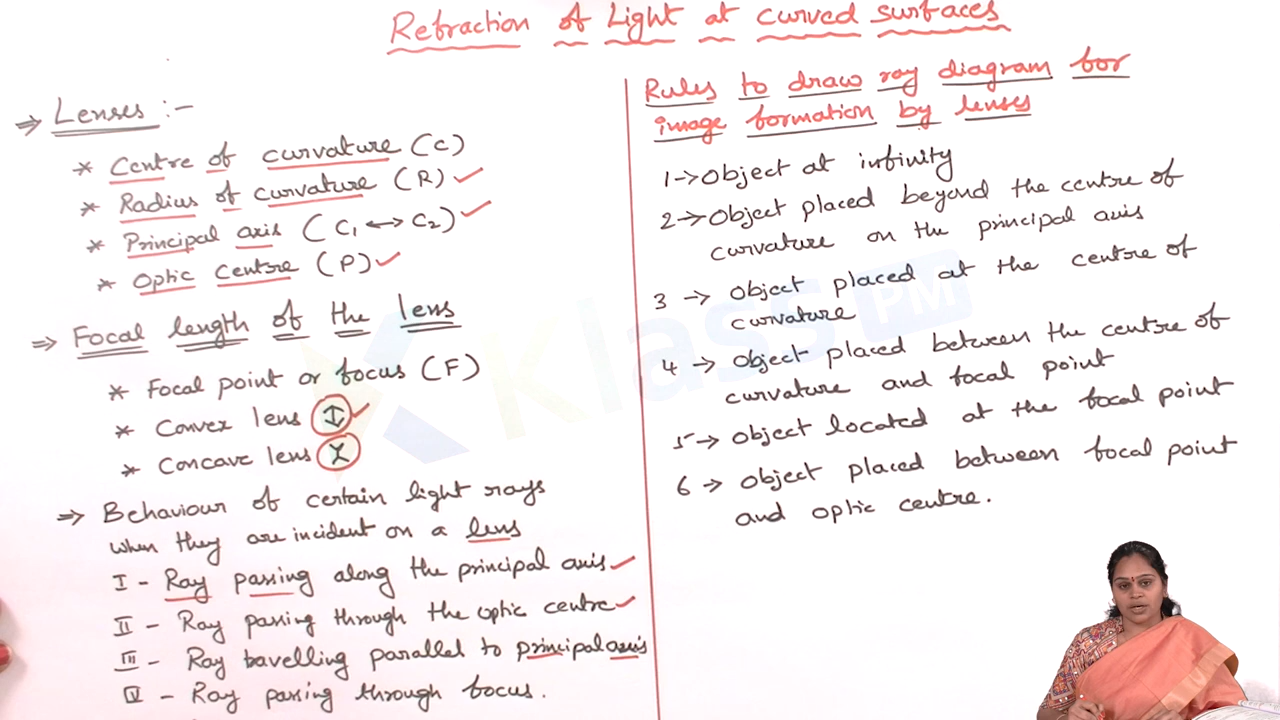 Refraction of Light at curved surfaces
⇒ Lenses :-
* Centre of curvature (C)
* Radius of curvature (R) ✓
* Principal axis (C₁ ↔ C₂) ✓
* Optic Centre (P) ✓
⇒ Focal length of the lens
* Focal point or focus (F)
* Convex lens
* Concave lens
⇒ Behaviour of certain light rays
when they are incident on a lens
I - Ray passing along the principal axis ✓
II - Ray passing through the optic centre ✓
III - Ray travelling parallel to principal axis
IV - Ray passing through focus.
Rules to draw ray diagram for
image formation by lenses
1 → Object at infinity
2 → Object placed beyond the centre of
curvature on the principal axis
3 → Object placed at the centre of
curvature
4 → Object placed between the centre of
curvature and focal point
5 → Object located at the focal point
6 → Object placed between focal point
and optic centre.
Klass PM